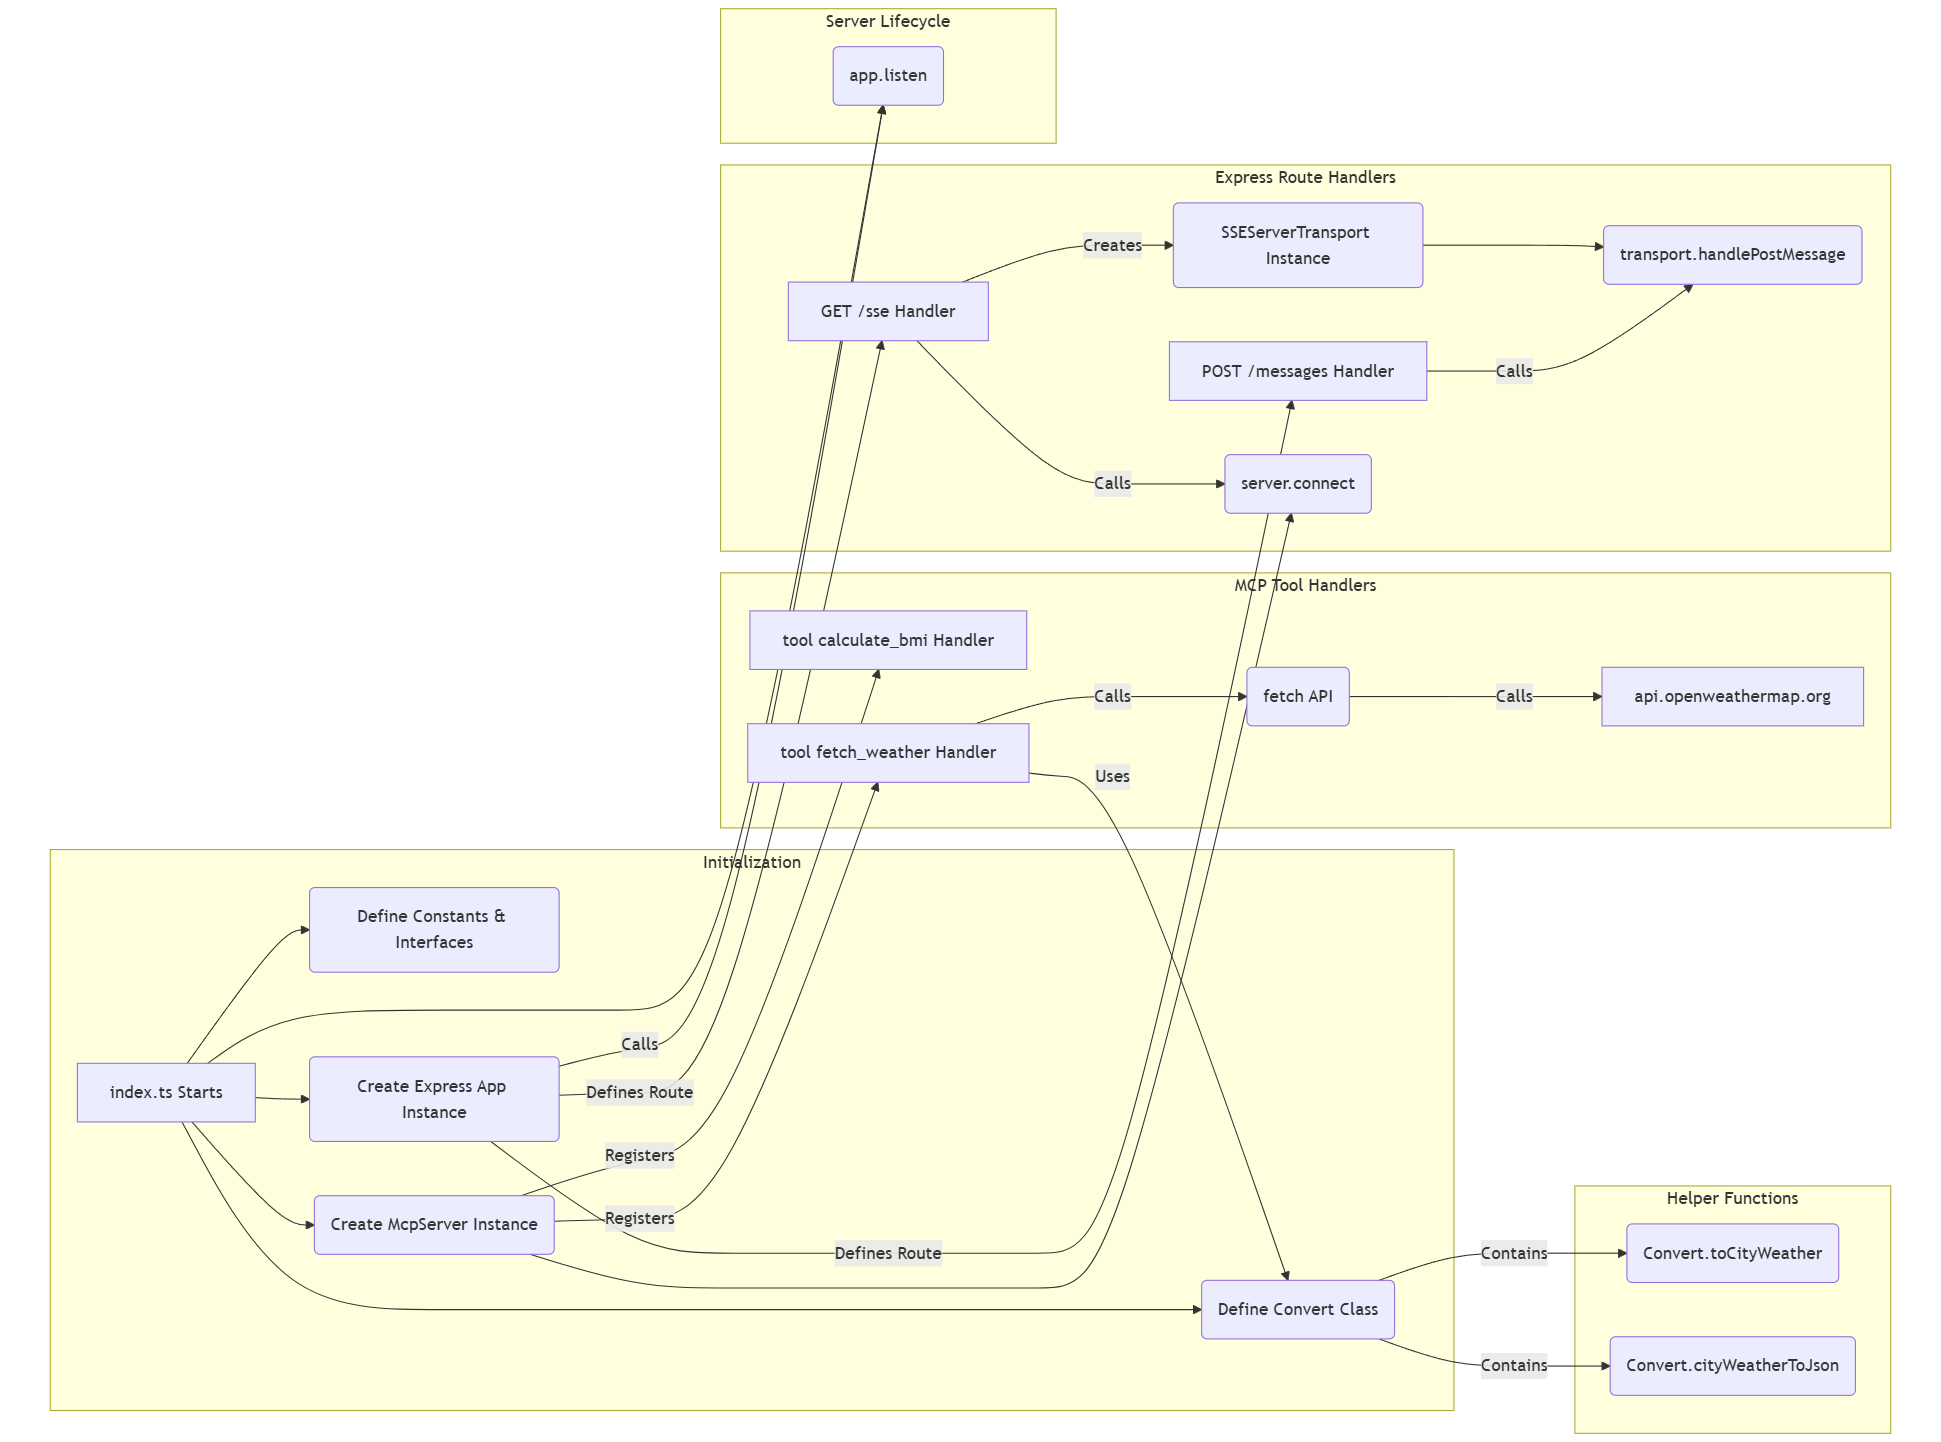 Server Lifecycle
app.listen
Express Route Handlers
SSEServerTransport
Instance
Creates
transport.handlePostMessage
GET /sse Handler
POST /messages Handler
Calls
server.connect
Calls
MCP Tool Handlers
tool calculate_bmi Handler
Calls
fetch API
Calls
api.openweathermap.org
tool fetch_weather Handler
Uses
Initialization
Define Constants &
Interfaces
Calls
index.ts Starts
Create Express App
Instance
Defines Route
Registers
Create McpServer Instance
Registers
Defines Route
Define Convert Class
Helper Functions
Contains
Convert.toCityWeather
Contains
Convert.cityWeatherToJson